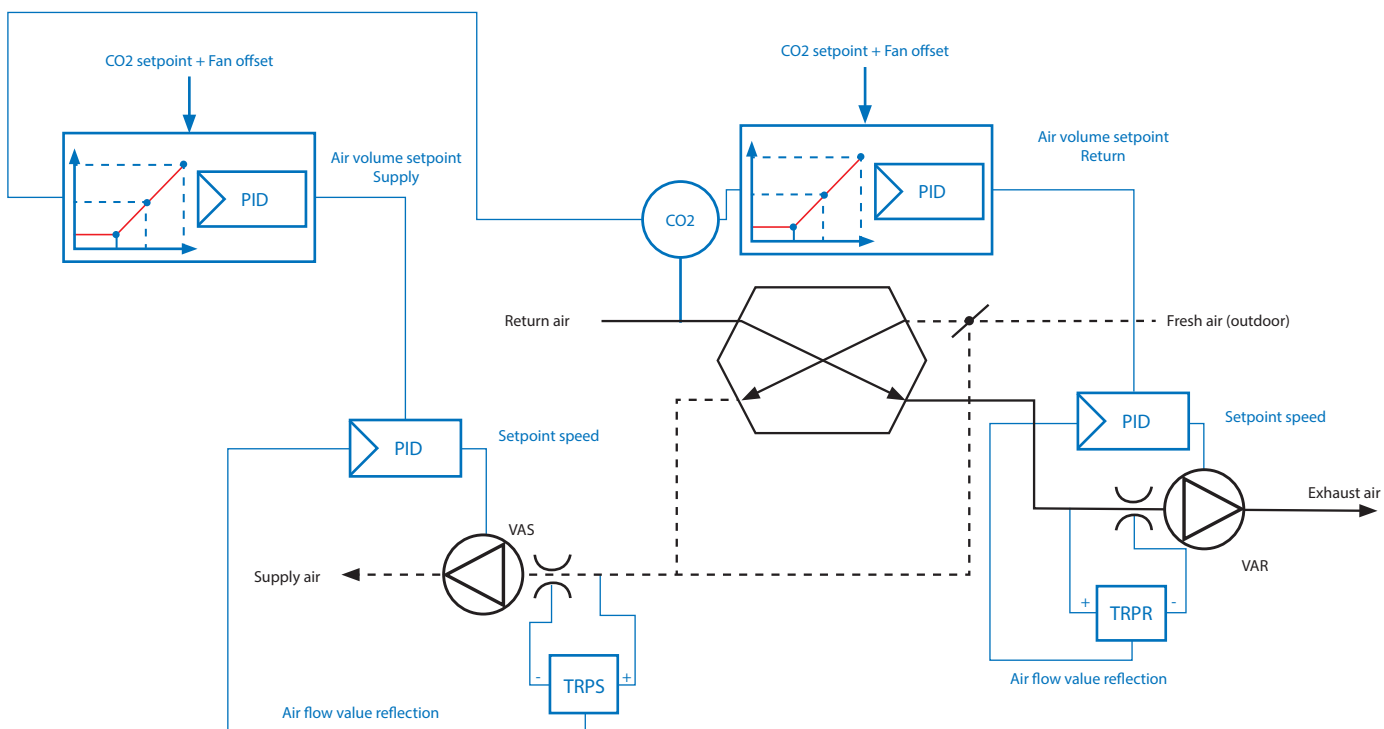 CO2 setpoint + Fan offset
CO2 setpoint + Fan offset
Air volume setpoint
Supply
Air volume setpoint
Return
PID
PID
CO2
Return air
Fresh air (outdoor)
PID
Setpoint speed
PID
Setpoint speed
Exhaust air
VAS
VAR
Supply air
+
TRPR
-
-
TRPS
+
Air flow value reflection
Air flow value reflection